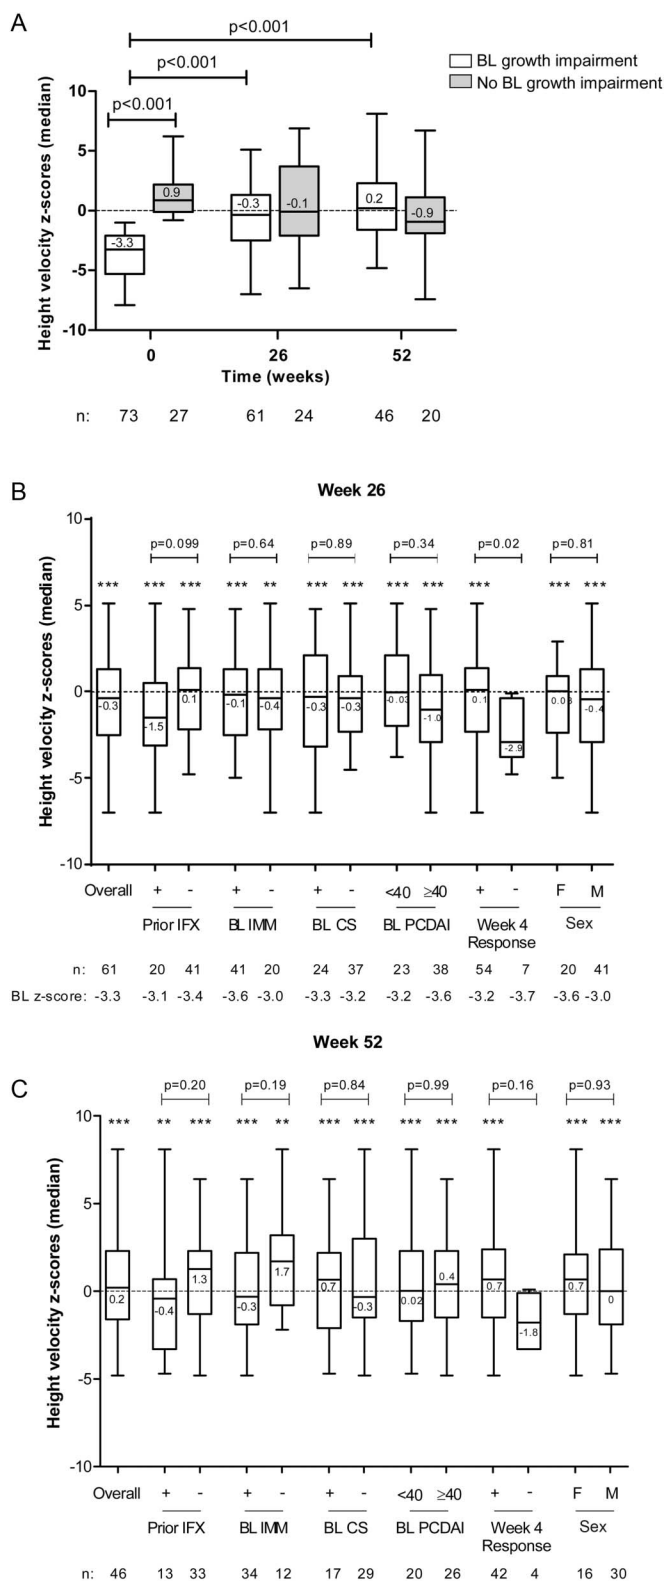 A
p<0.001
p<0.001
p<0.001
BL growth impairment
No BL growth impairment
Height velocity z-scores (median)
10
5
0
-5
-10
-3.3
0.9
-0.3
-0.1
0.2
-0.9
0 26 52
Time (weeks)
n: 73 27 61 24 46 20
B
Week 26
Height velocity z-scores (median)
10
5
0
-5
-10
p=0.099 p=0.64 p=0.89 p=0.34 p=0.02 p=0.81
*** *** *** *** ** *** *** *** *** *** *** ***
-0.3 -1.5 0.1 -0.1 -0.4 -0.3 -0.3 -0.03 -1.0 0.1 -2.9 0.03 -0.4
Overall + - + - + - <40 ≥40 + - F M
Prior IFX BL IMM BL CS BL PCDAI Week 4 Response Sex
n: 61 20 41 41 20 24 37 23 38 54 7 20 41
BL z-score: -3.3 -3.1 -3.4 -3.6 -3.0 -3.3 -3.2 -3.2 -3.6 -3.2 -3.7 -3.6 -3.0
Week 52
C
Height velocity z-scores (median)
10
5
0
-5
-10
p=0.20 p=0.19 p=0.84 p=0.99 p=0.16 p=0.93
*** ** *** *** ** *** *** *** *** *** *** ***
0.2 -0.4 1.3 -0.3 1.7 0.7 -0.3 0.02 0.4 0.7 -1.8 0.7 0
Overall + - + - + - <40 ≥40 + - F M
Prior IFX BL IMM BL CS BL PCDAI Week 4 Response Sex
n: 46 13 33 34 12 17 29 20 26 42 4 16 30